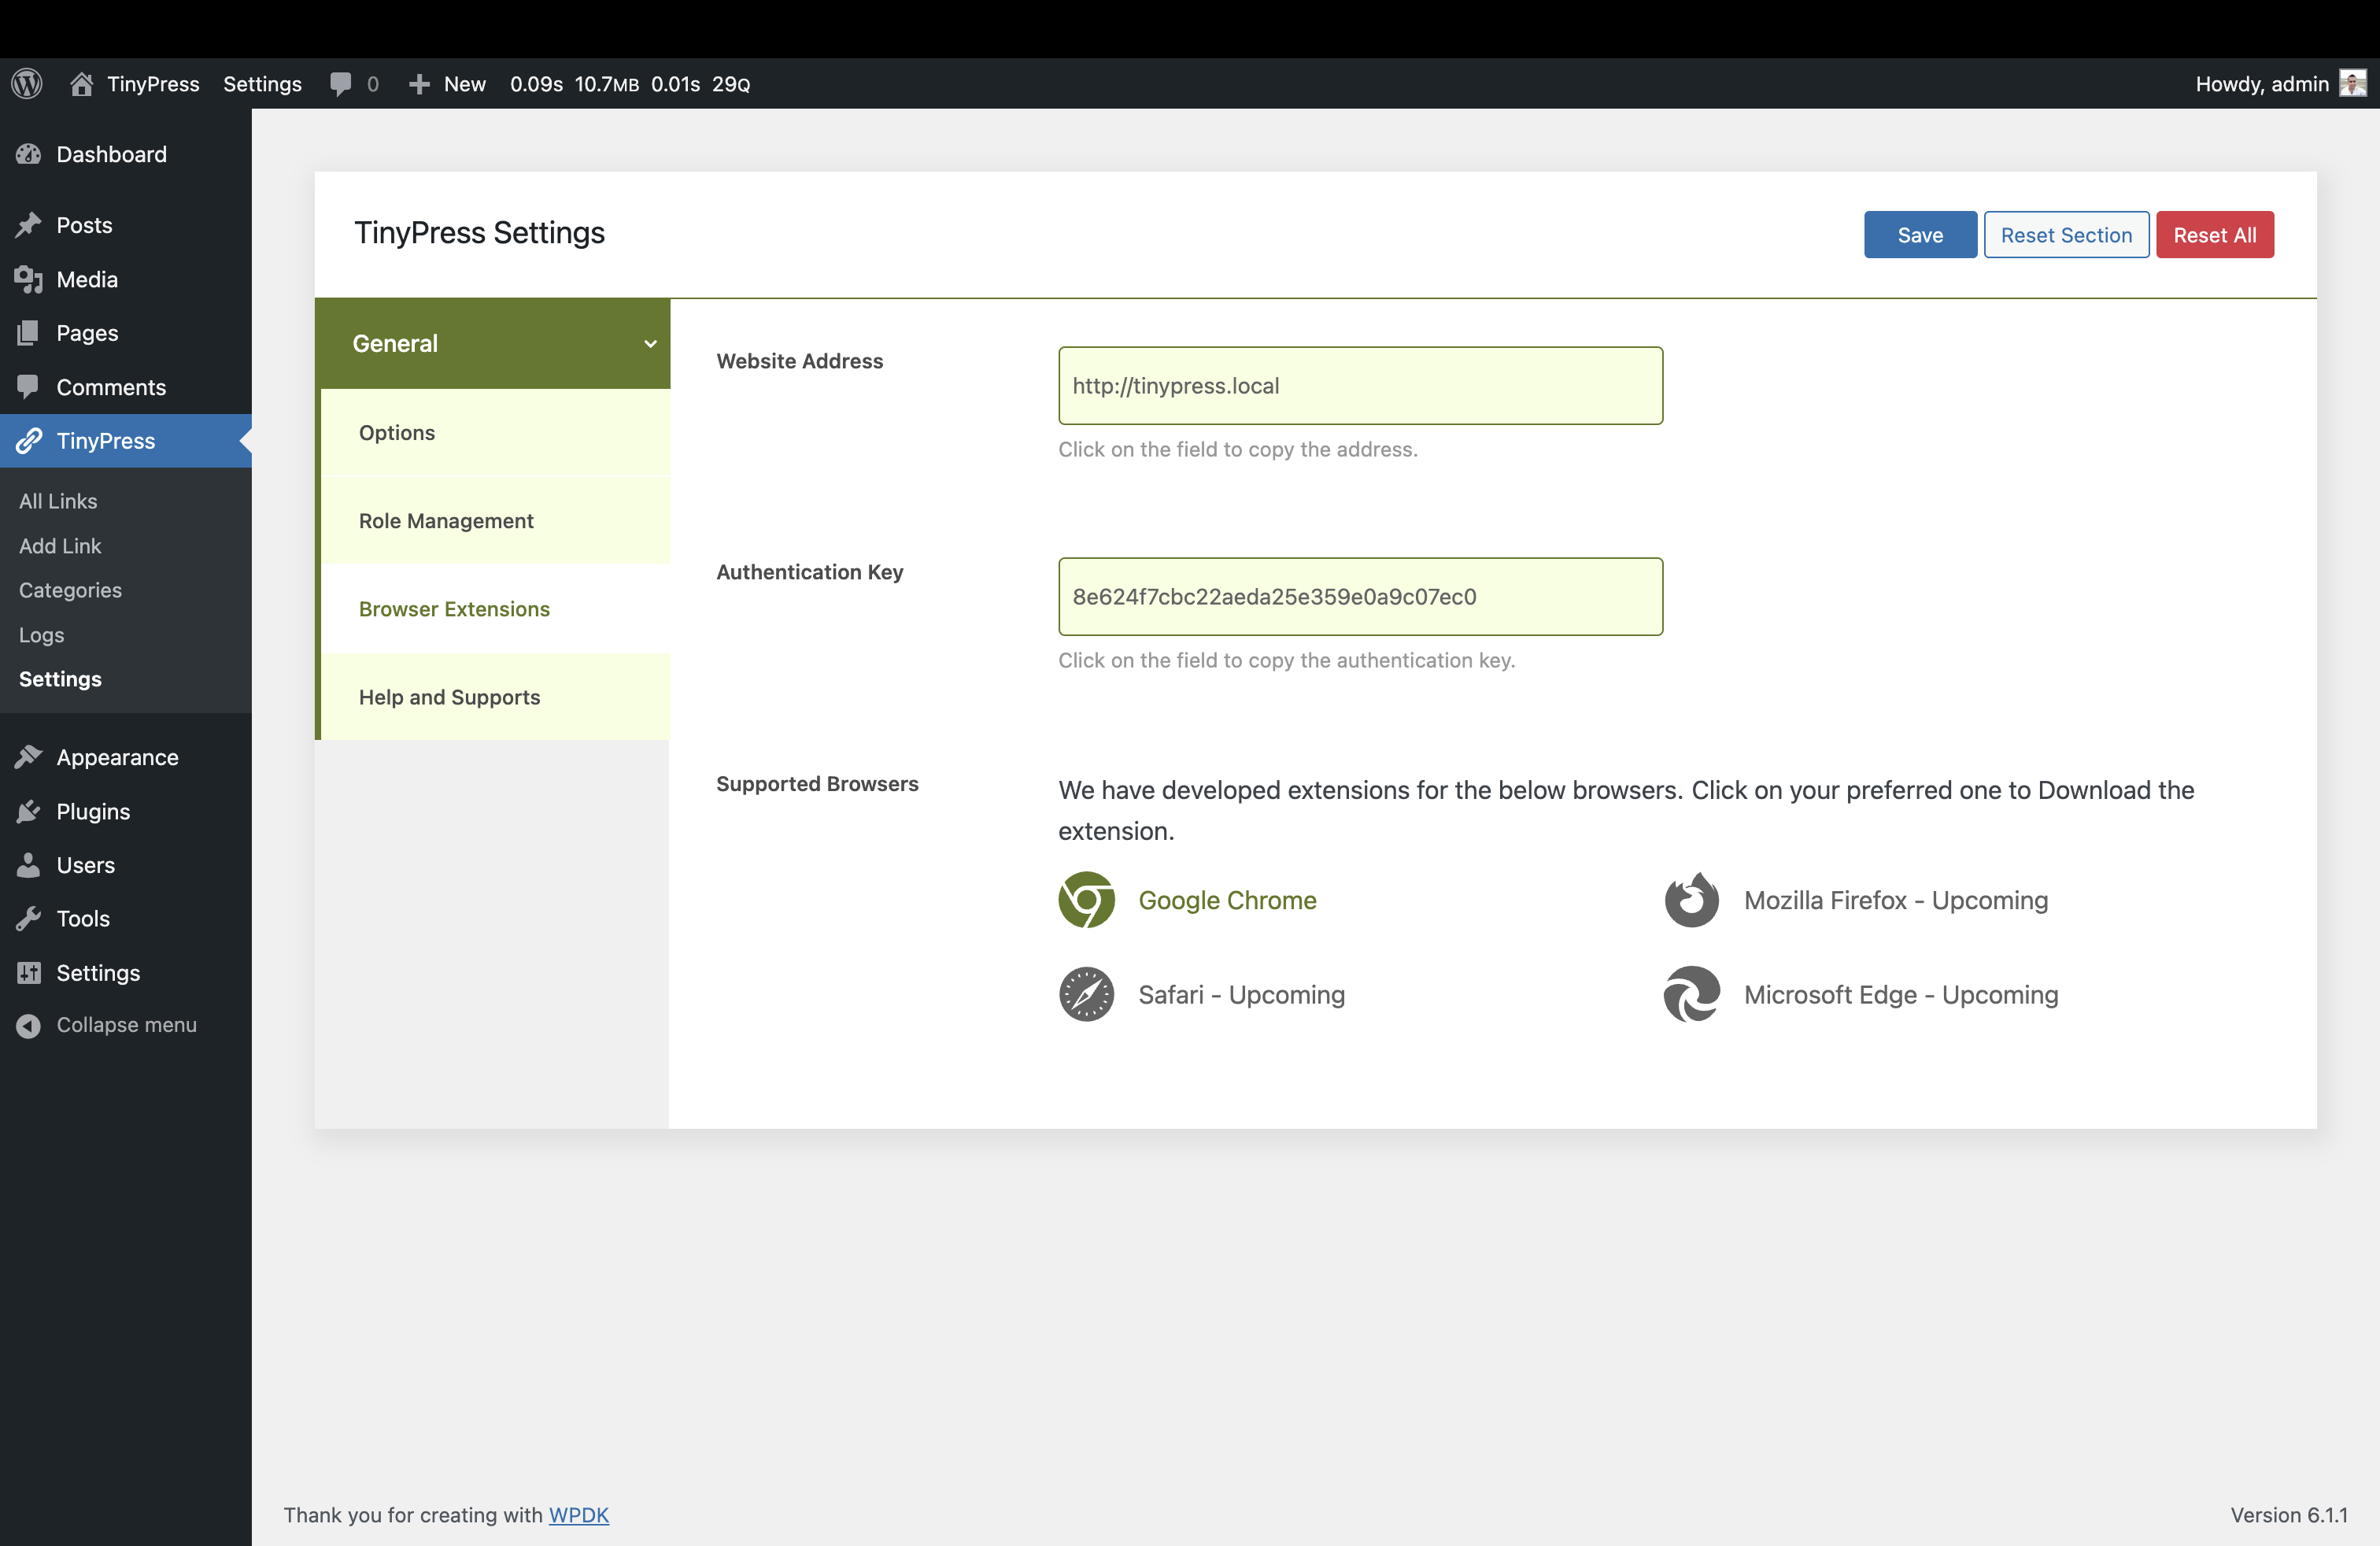 TinyPress Settings 0 New 0.09s 10.7MB 0.01s 29Q Howdy, admin
Dashboard
Posts
Media
Pages
Comments
TinyPress
All Links
Add Link
Categories
Logs
Settings
Appearance
Plugins
Users
Tools
Settings
Collapse menu
TinyPress Settings
Save Reset Section Reset All
General
Options
Role Management
Browser Extensions
Help and Supports
Website Address
http://tinypress.local
Click on the field to copy the address.
Authentication Key
8e624f7cbc22aeda25e359e0a9c07ec0
Click on the field to copy the authentication key.
Supported Browsers
We have developed extensions for the below browsers. Click on your preferred one to Download the
extension.
Google Chrome
Mozilla Firefox - Upcoming
Safari - Upcoming
Microsoft Edge - Upcoming
Thank you for creating with WPDK
Version 6.1.1